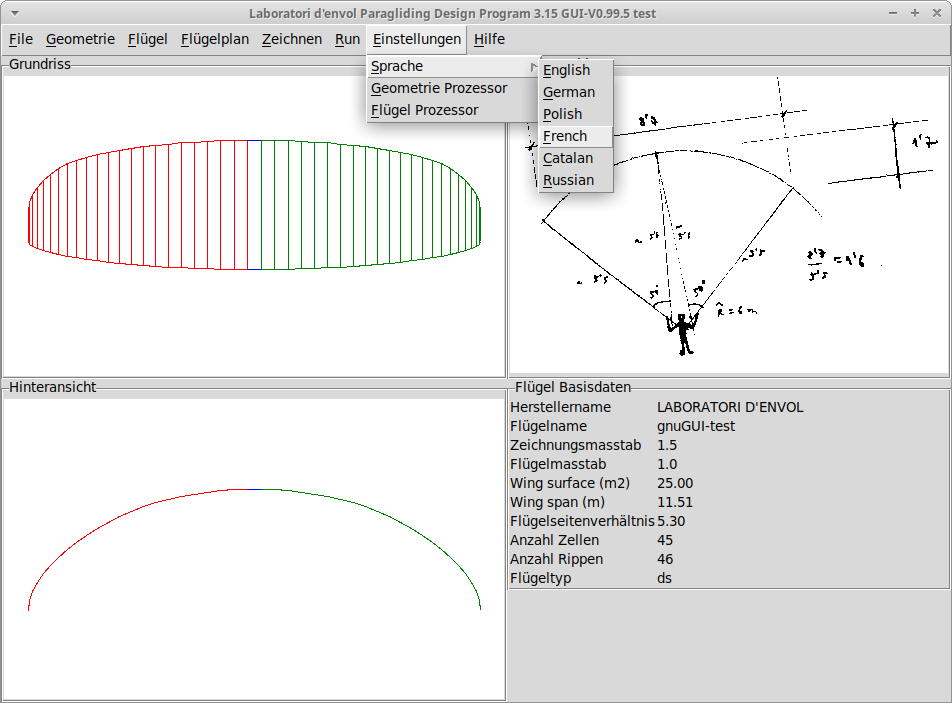 Laboratori d'envol Paragliding Design Program 3.15 GUI-V0.99.5 test
File Geometrie Flügel Flügelplan Zeichnen Run Einstellungen Hilfe
Sprache
Geometrie Prozessor
Flügel Prozessor
English
German
Polish
French
Catalan
Russian
Grundriss
R = 6 m
Hinteransicht
Flügel Basisdaten
Herstellername LABORATORI D'ENVOL
Flügelname gnuGUI-test
Zeichnungsmasstab 1.5
Flügelmasstab 1.0
Wing surface (m2) 25.00
Wing span (m) 11.51
Flügelseitenverhältnis 5.30
Anzahl Zellen 45
Anzahl Rippen 46
Flügeltyp ds